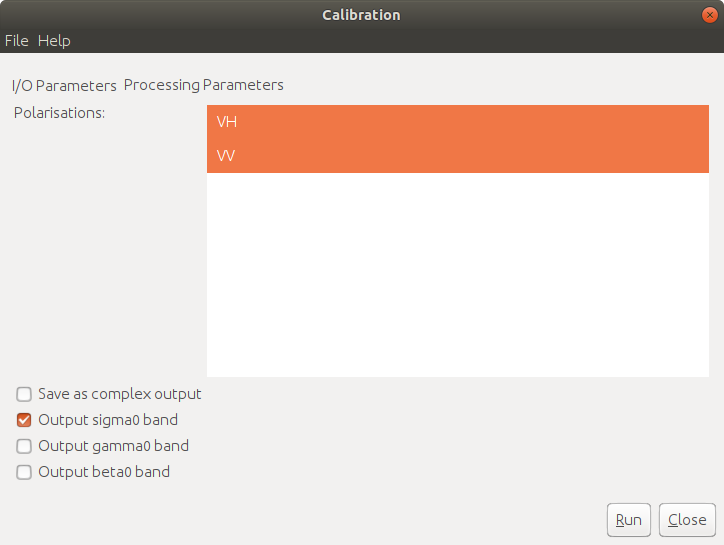 Calibration
File Help
I/O Parameters Processing Parameters
Polarisations:
VH
VV
Save as complex output
Output sigma0 band
Output gamma0 band
Output beta0 band
Run Close